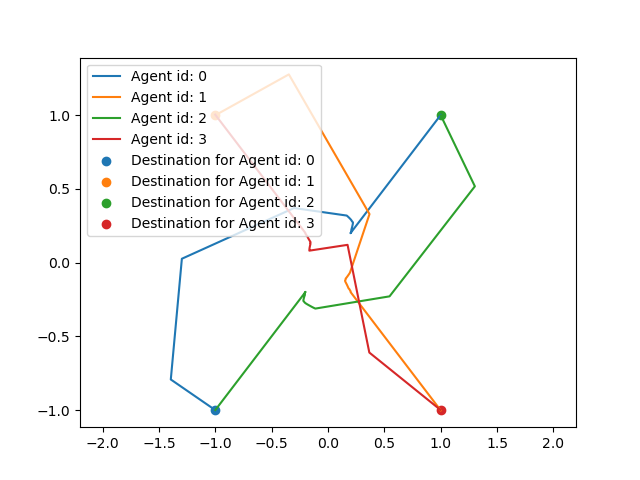 Agent id: 0
Agent id: 1
Agent id: 2
Agent id: 3
Destination for Agent id: 0
Destination for Agent id: 1
Destination for Agent id: 2
Destination for Agent id: 3
1.0
0.5
0.0
−0.5
−1.0
−2.0 −1.5 −1.0 −0.5 0.0 0.5 1.0 1.5 2.0